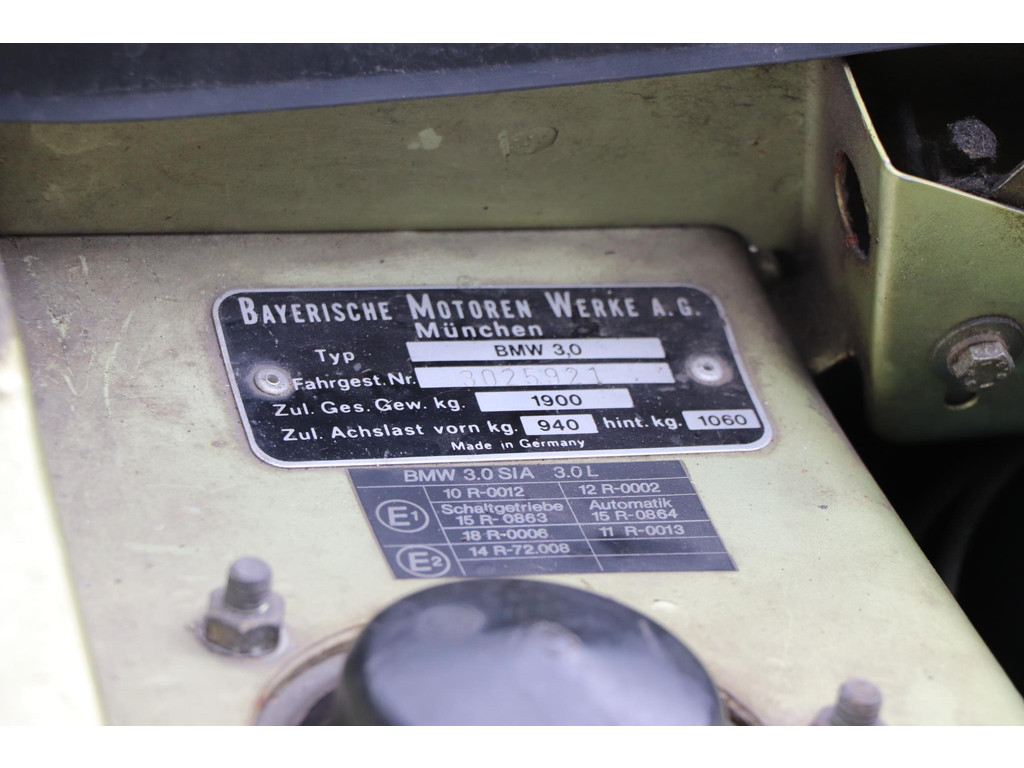 BAYERISCHE MOTOREN WERKE A.G.
München
Typ BMW 3,0
Fahrgest. Nr. 3025921
Zul. Ges. Gew. kg. 1900
Zul. Achslast vorn kg. 940 hint. kg. 1060
Made in Germany
BMW 3.0 SIA 3.0 L
10 R-0012 12 R-0002
E1 Schaltgetriebe Automatik
15 R-0863 15 R-0864
18 R-0006 11 R-0013
E2 14 R-72.008